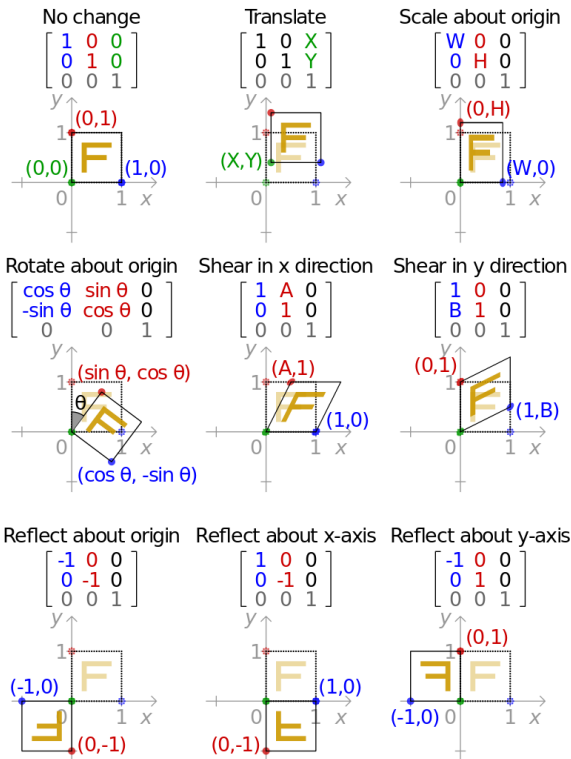 No change
1 0 0
0 1 0
0 0 1
y
(0,1)
1
(0,0)
(1,0)
0 1 x
Translate
1 0 X
0 1 Y
0 0 1
y
1
F
(X,Y)
0 1 x
Scale about origin
W 0 0
0 H 0
0 0 1
y
(0,H)
1
F
(W,0)
0 1 x
F
Rotate about origin
cos θ sin θ 0
-sin θ cos θ 0
0 0 1
y
(sin θ, cos θ)
1
θ
F
0 1 x
(cos θ, -sin θ)
Shear in x direction
1 A 0
0 1 0
0 0 1
y
(A,1)
1
F
(1,0)
0 1 x
Shear in y direction
1 0 0
B 1 0
0 0 1
y
(0,1)
1
F
(1,B)
0 1 x
Reflect about origin
-1 0 0
0 -1 0
0 0 1
y
1
F
(-1,0)
0 1 x
F
(0,-1)
Reflect about x-axis
1 0 0
0 -1 0
0 0 1
y
1
F
(1,0)
0 1 x
F
(0,-1)
Reflect about y-axis
-1 0 0
0 1 0
0 0 1
y
(0,1)
1
F F
(-1,0)
0 1 x